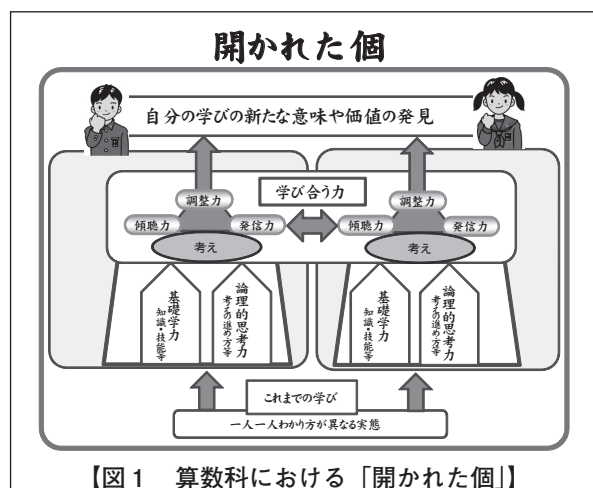 開かれた個
自分の学びの新たな意味や価値の発見
学び合う力
調整力
傾聴力
発信力
考え
調整力
傾聴力
発信力
考え
基礎学力
知識・技能等
論理的思考力
考えの進め方等
基礎学力
知識・技能等
論理的思考力
考えの進め方等
これまでの学び
一人一人わかり方が異なる実態
【図1 算数科における「開かれた個」】